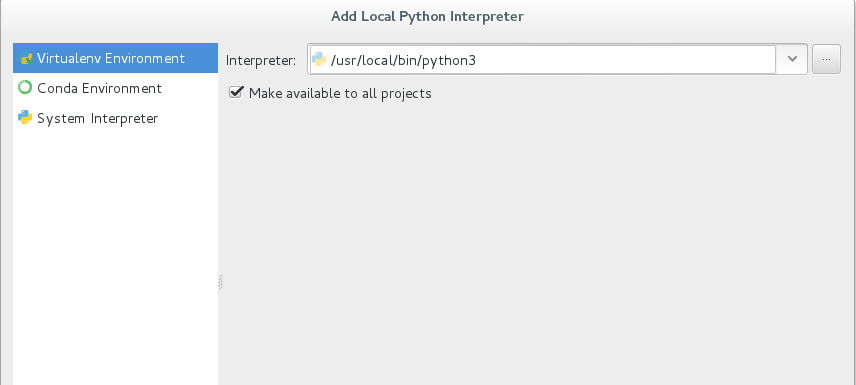 Add Local Python Interpreter
Virtualenv Environment
Conda Environment
System Interpreter
Interpreter: /usr/local/bin/python3 ...
Make available to all projects